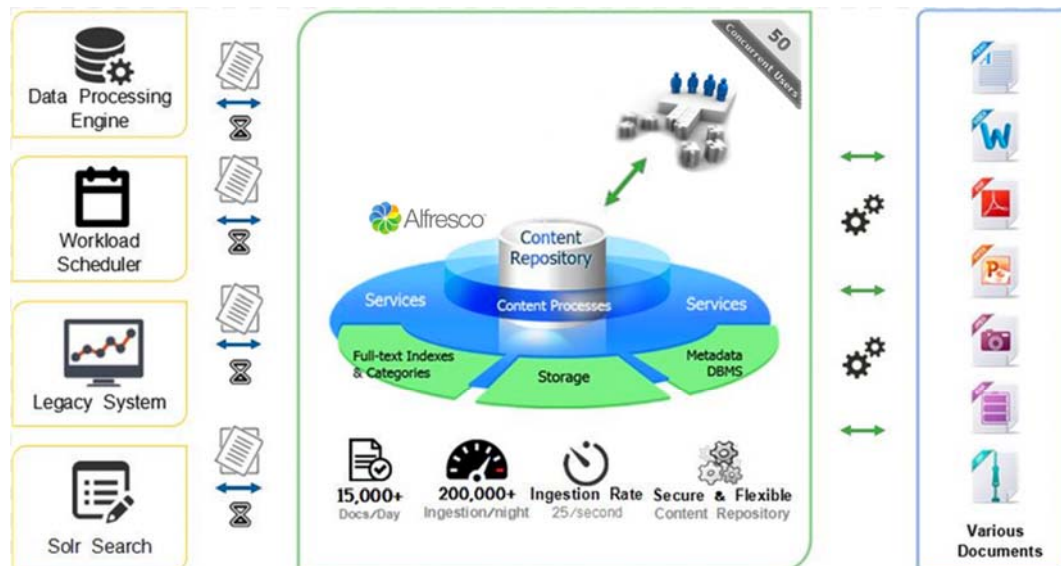 Data Processing
Engine
Workload
Scheduler
Legacy System
Solr Search
50
Concurrent Users
Alfresco
Content
Repository
Services
Content Processes
Services
Full-text Indexes
& Categories
Storage
Metadata
DBMS
15,000+
Docs/Day
200,000+
Ingestion/night
Ingestion Rate
25/second
Secure & Flexible
Content Repository
W
Various
Documents